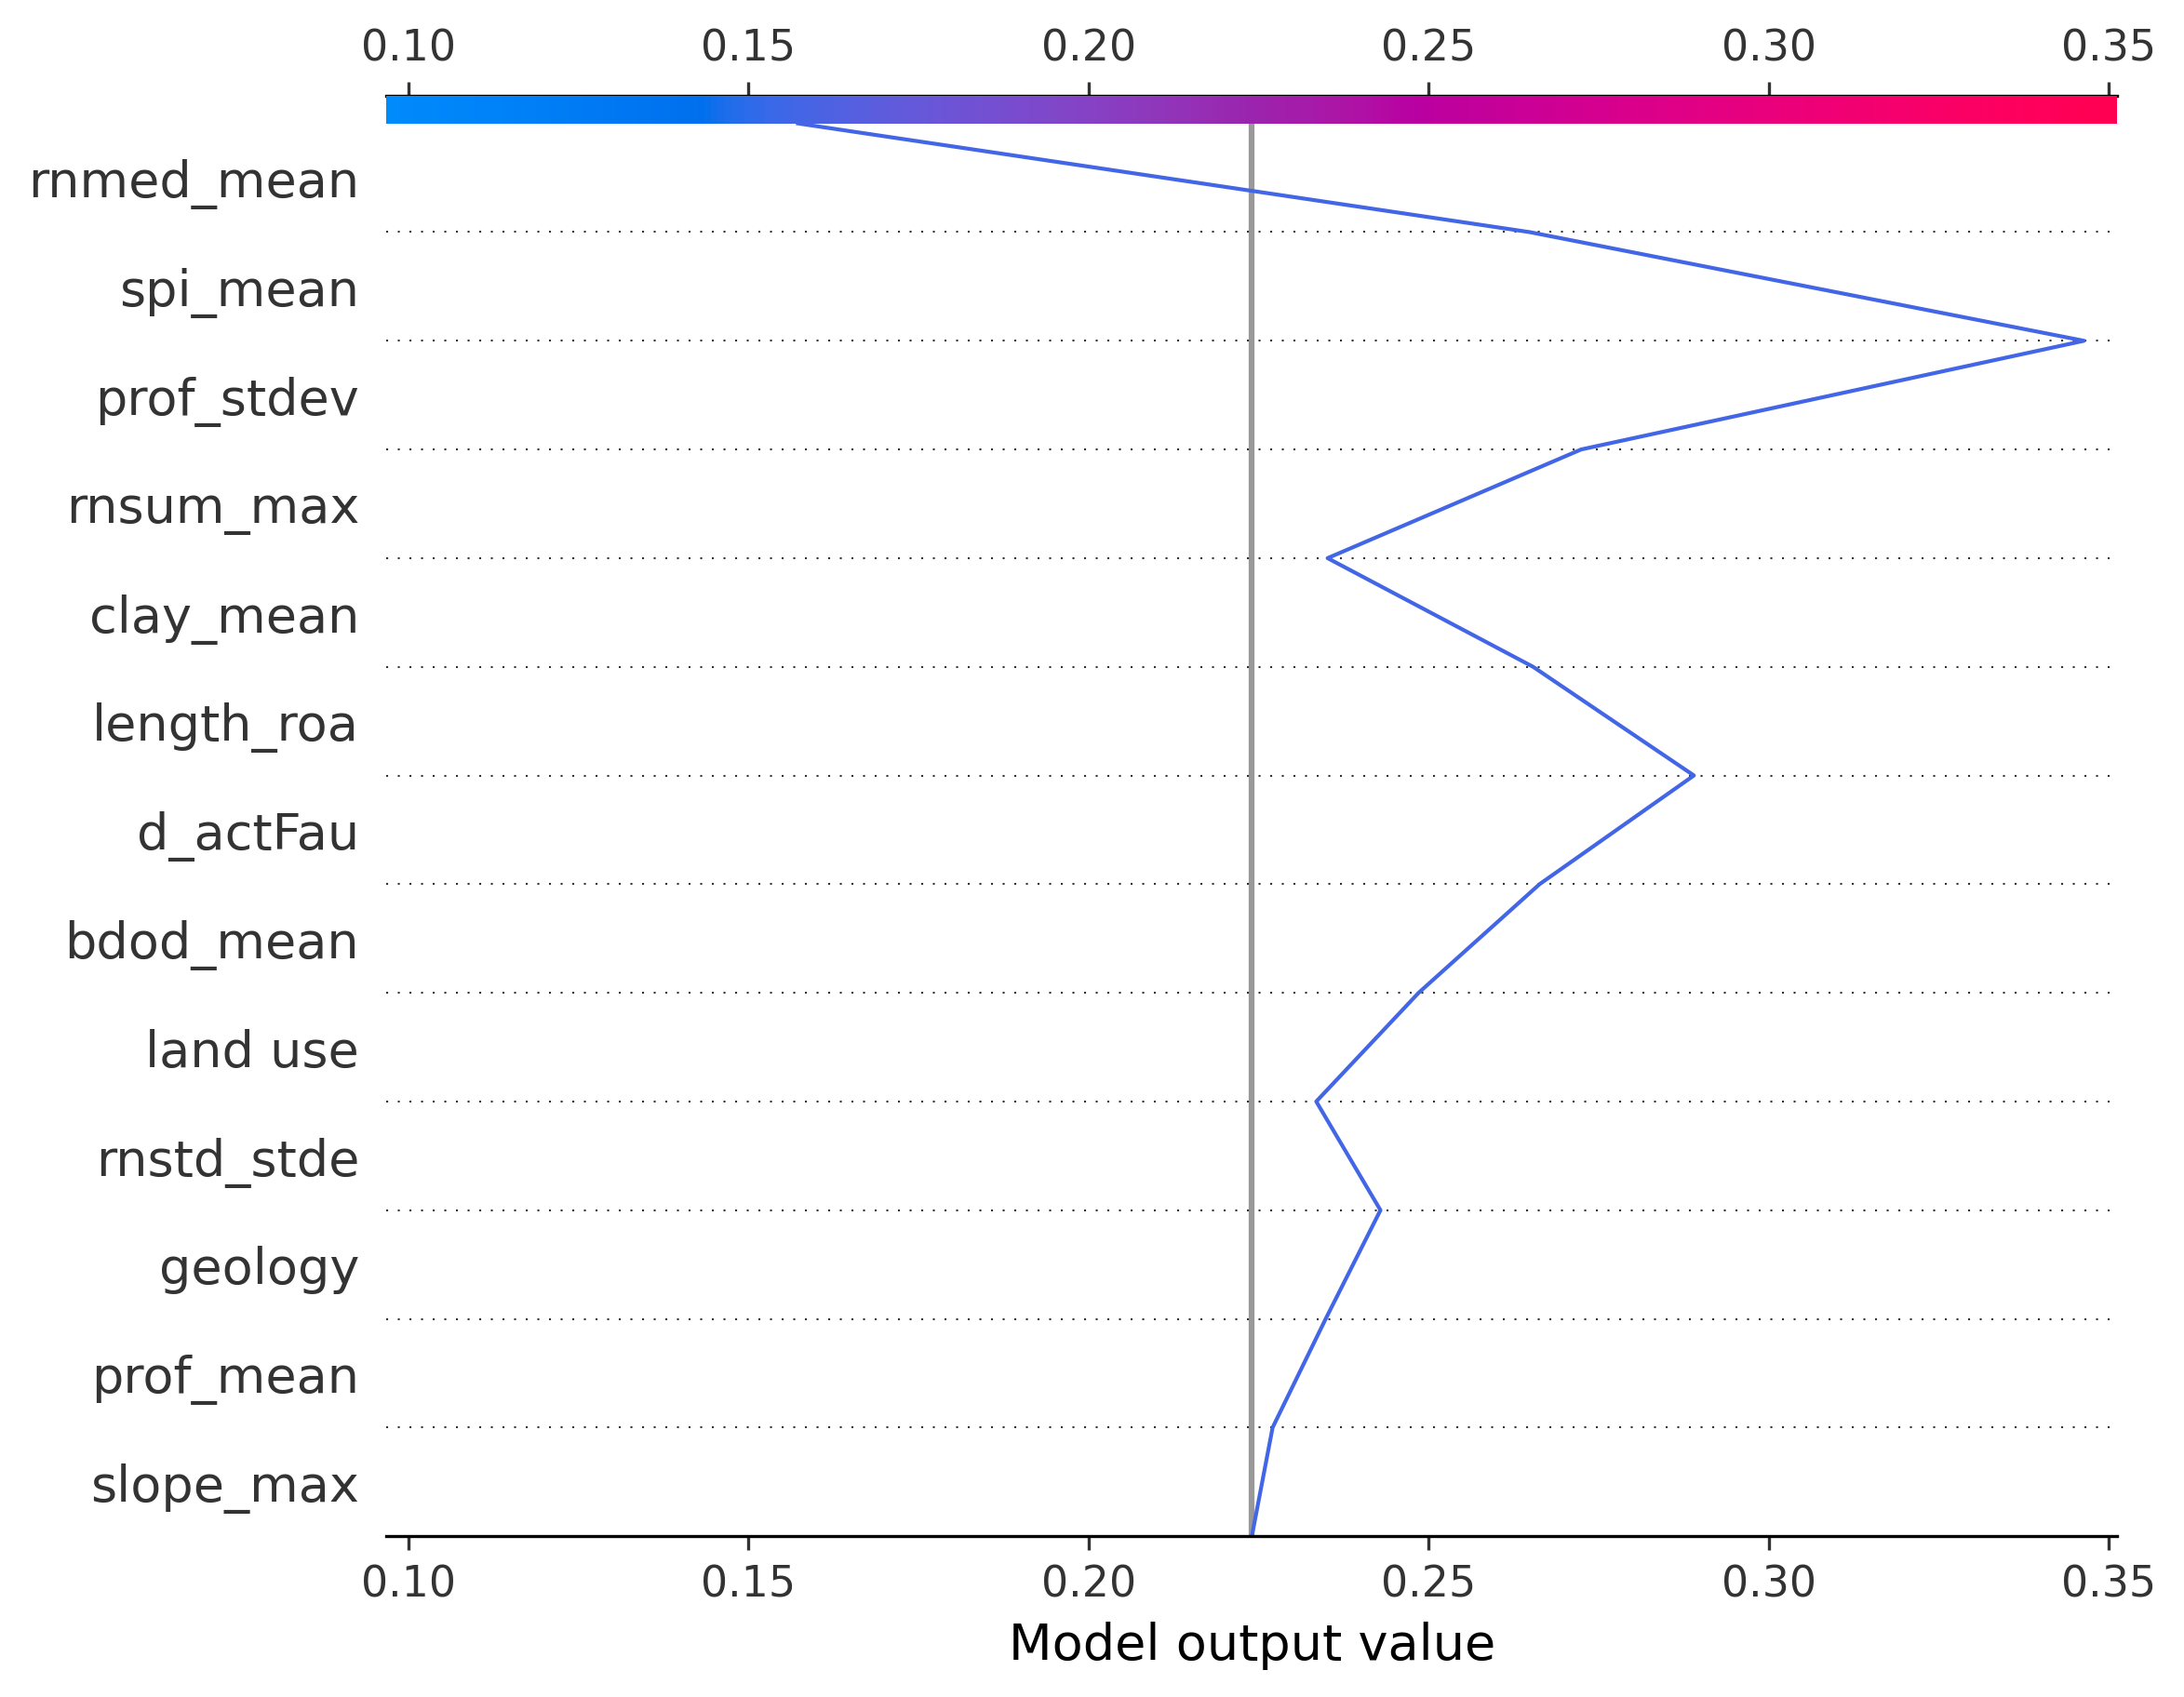 0.10 0.15 0.20 0.25 0.30 0.35
rnmed_mean
spi_mean
prof_stdev
rnsum_max
clay_mean
length_roa
d_actFau
bdod_mean
land use
rnstd_stde
geology
prof_mean
slope_max
0.10 0.15 0.20 0.25 0.30 0.35
Model output value